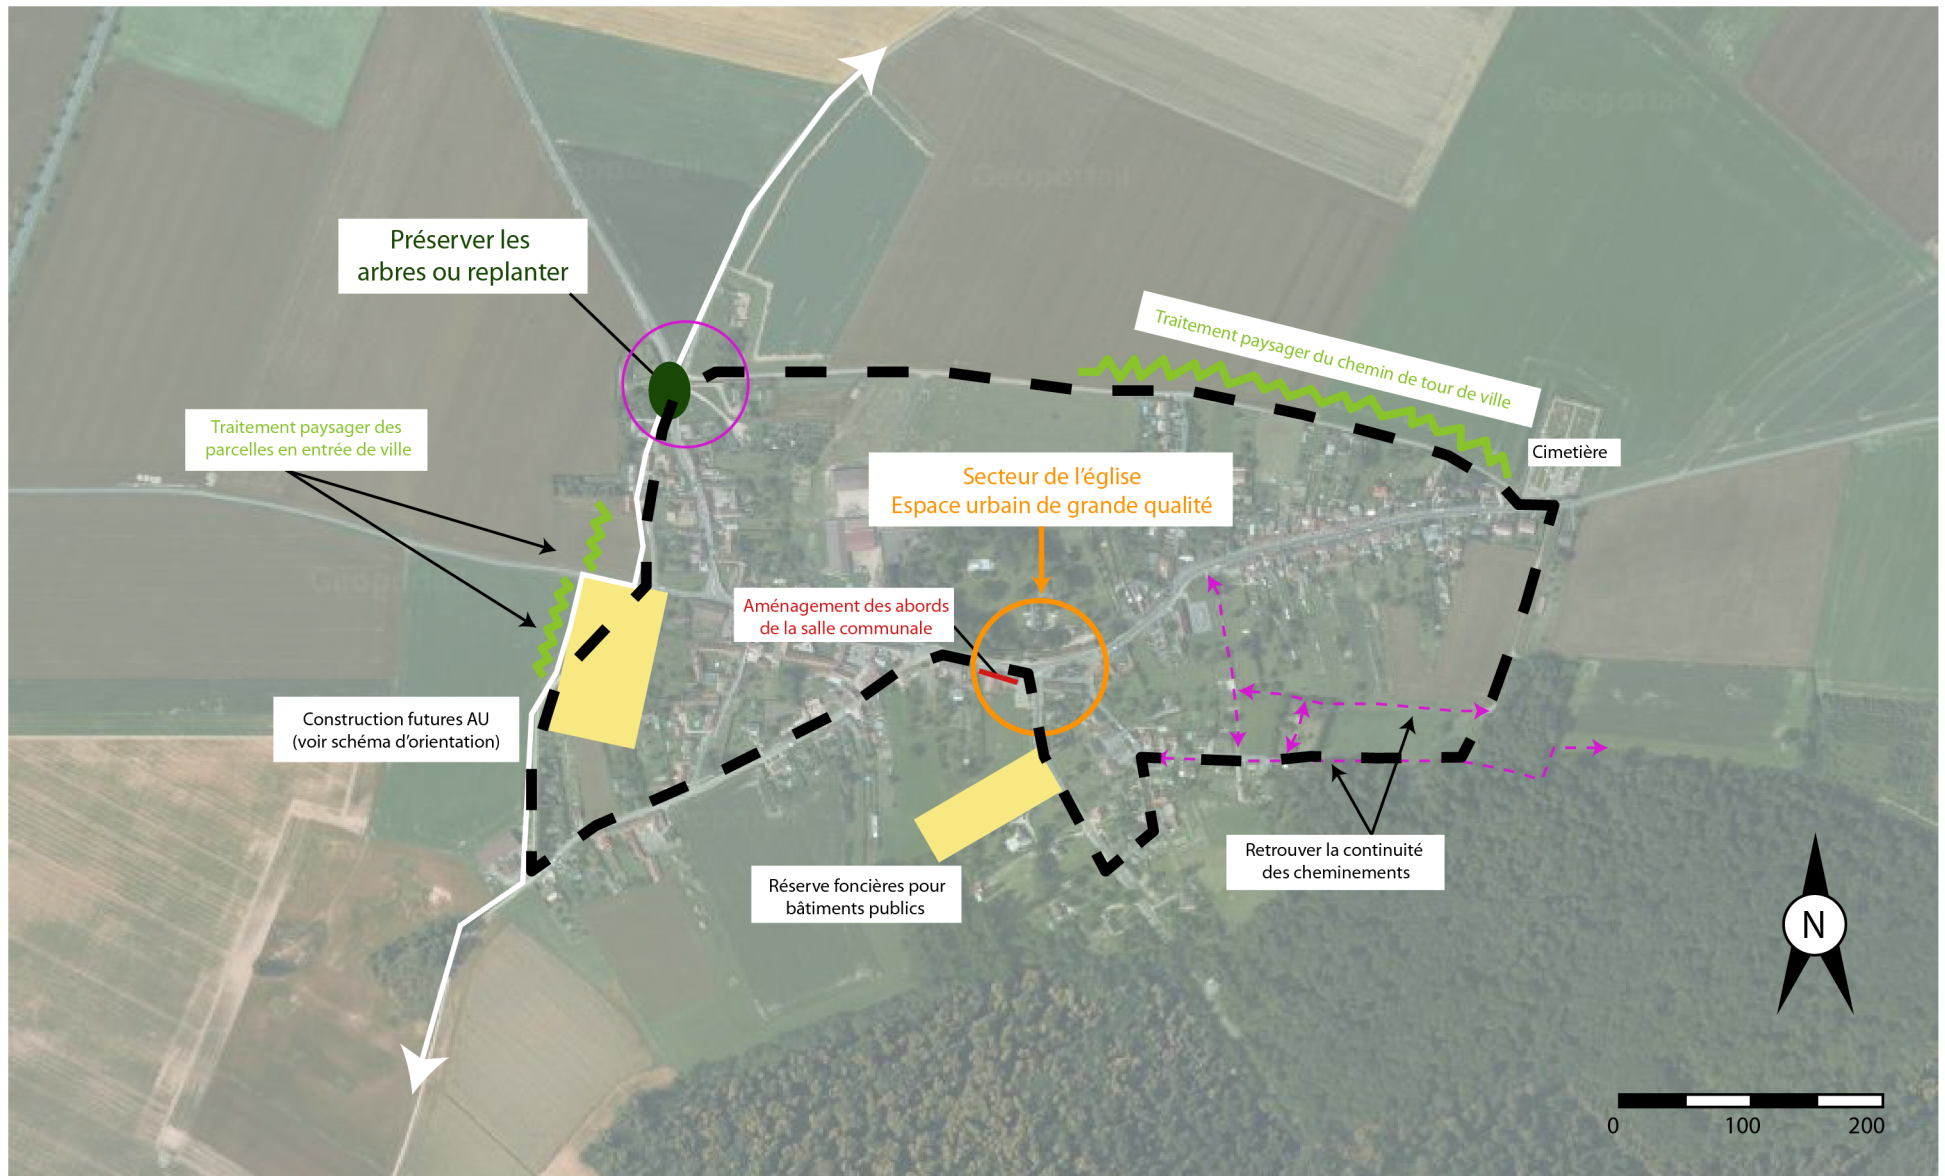 Géoportail
Géoportail
Préserver les
arbres ou replanter
Traitement paysager du chemin de tour de ville
Traitement paysager des
parcelles en entrée de ville
Cimetière
Secteur de l'église
Espace urbain de grande qualité
Aménagement des abords
de la salle communale
Construction futures AU
(voir schéma d'orientation)
Retrouver la continuité
des cheminements
Réserve foncières pour
bâtiments publics
N
0 100 200